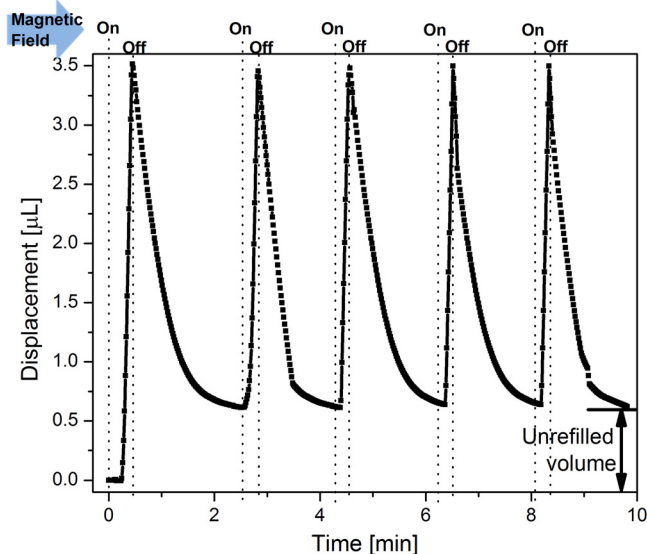 Magnetic
Field
On Off On Off On Off On Off On Off
3.5
3.0
2.5
2.0
1.5
1.0
0.5
0.0
Displacement [μL]
Unrefilled
volume
0 2 4 6 8 10
Time [min]